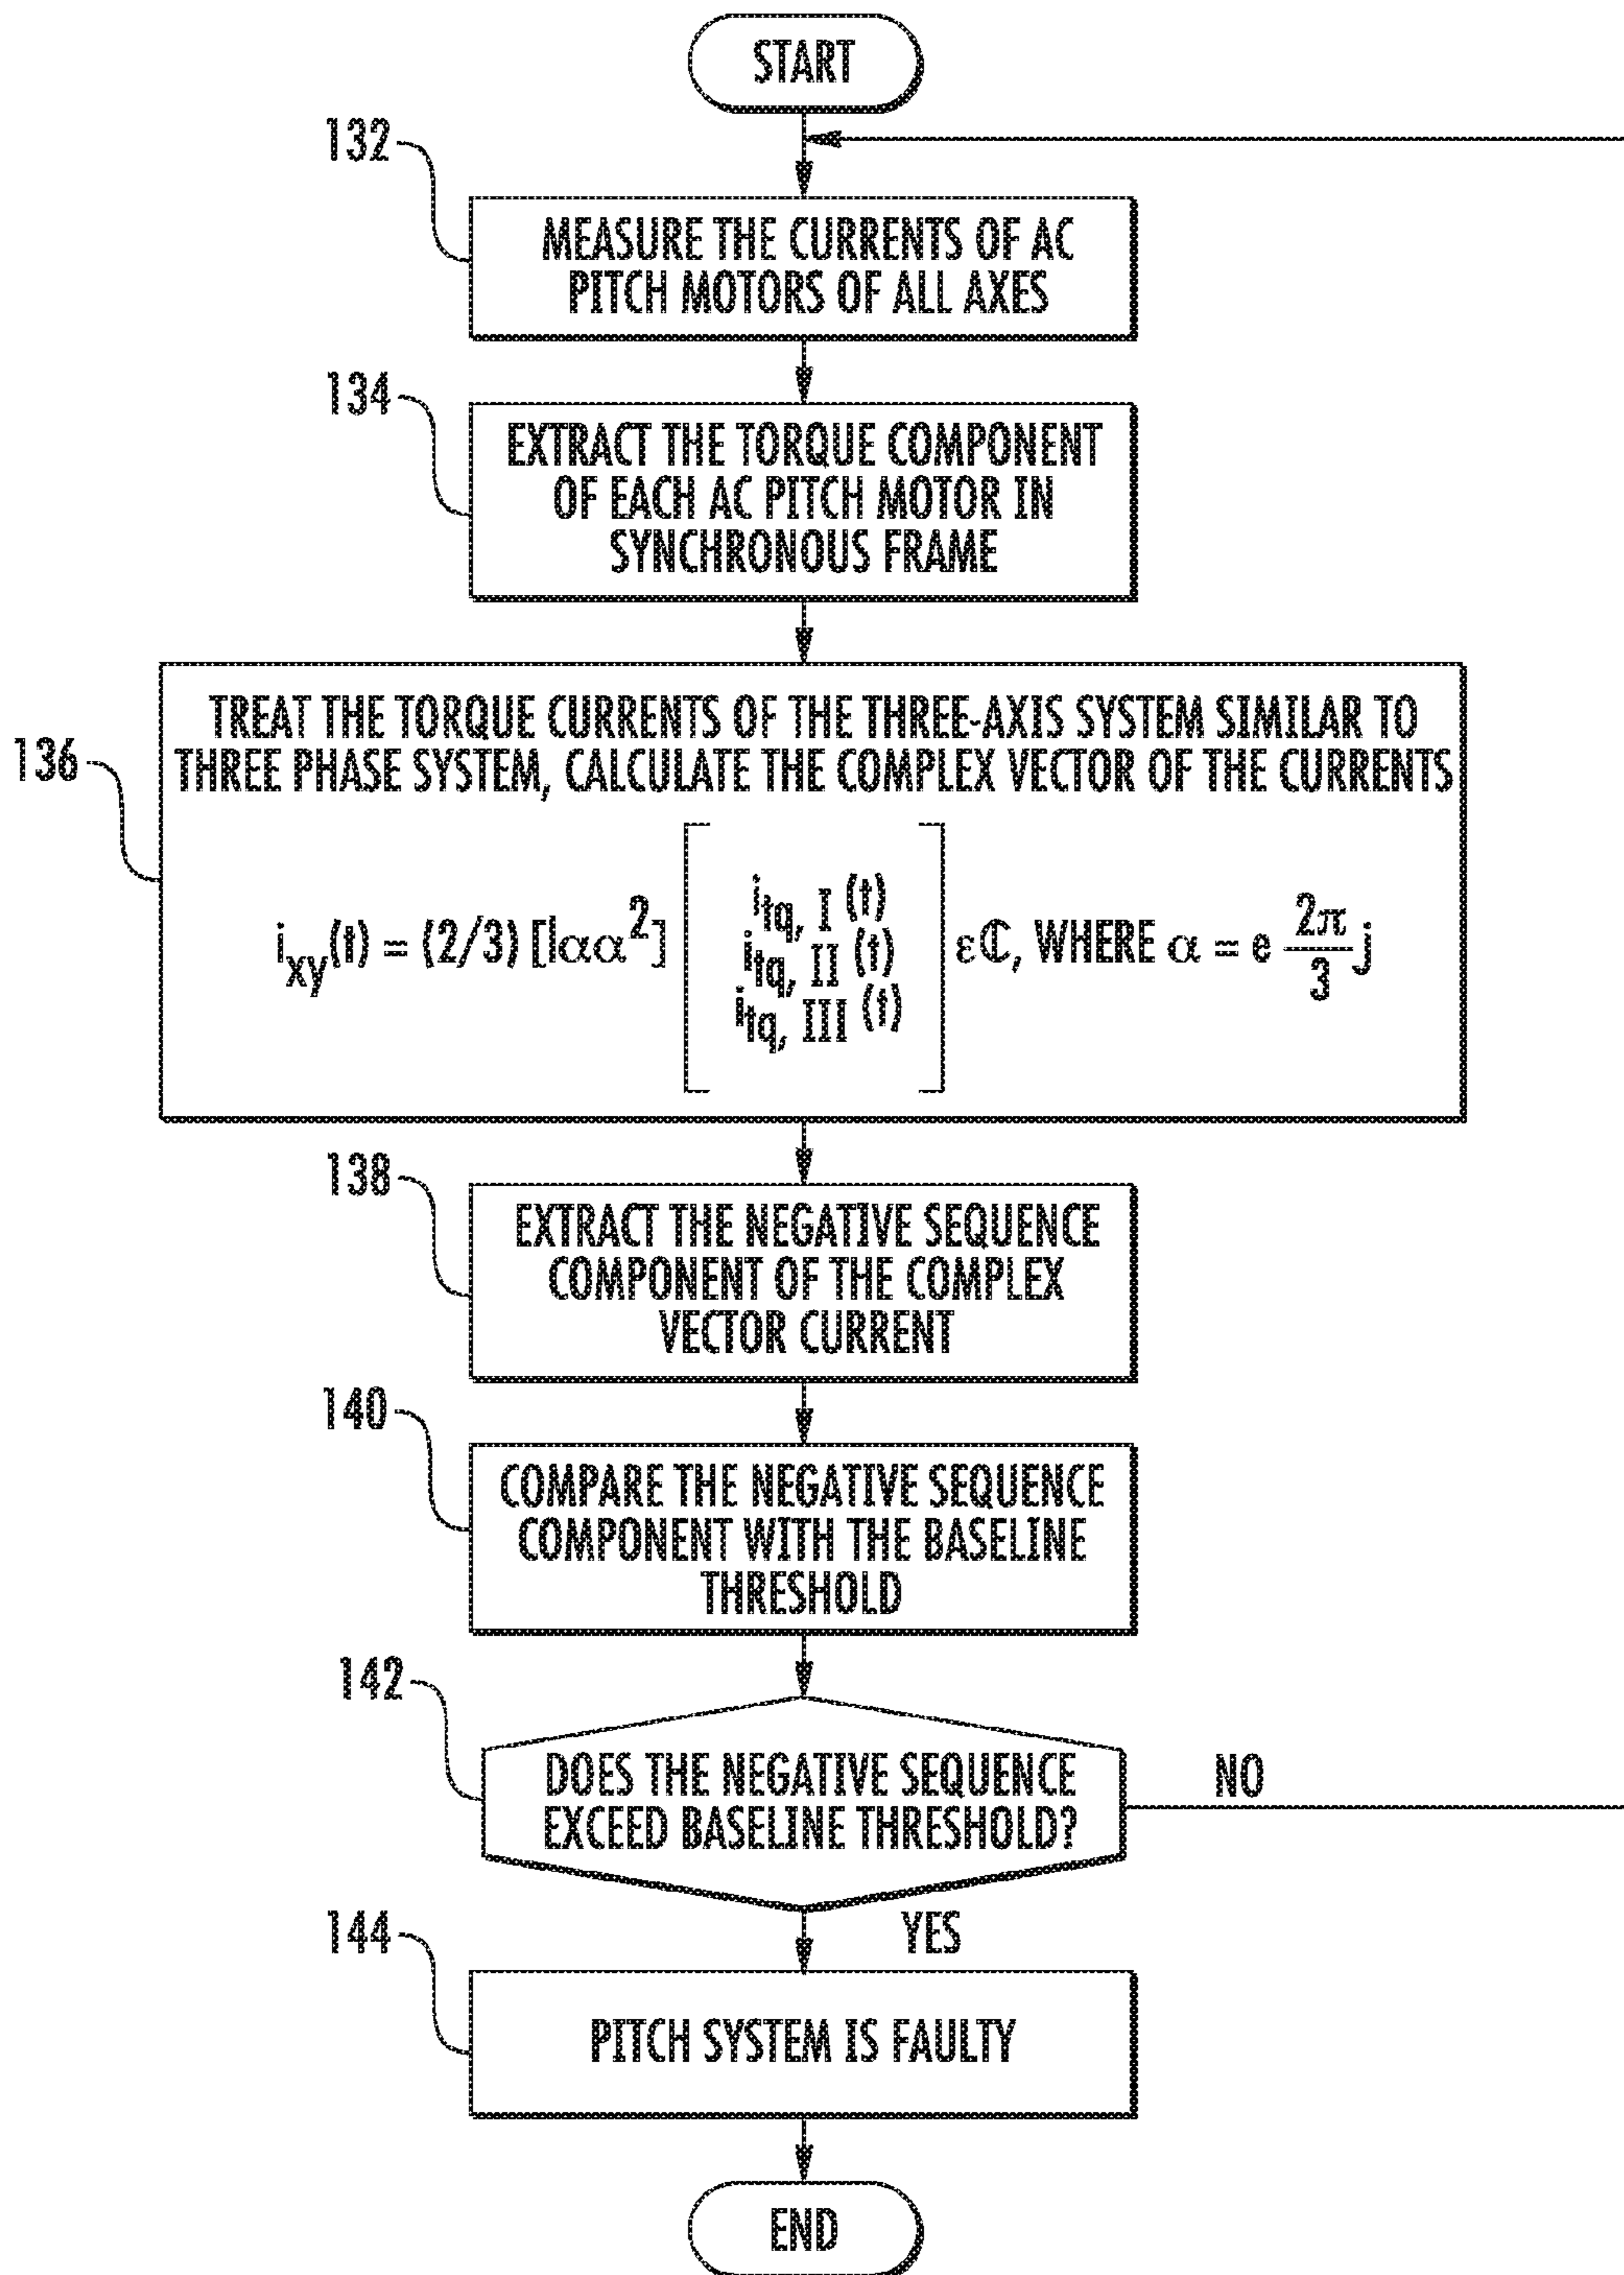 START
132
MEASURE THE CURRENTS OF AC
PITCH MOTORS OF ALL AXES
134
EXTRACT THE TORQUE COMPONENT
OF EACH AC PITCH MOTOR IN
SYNCHRONOUS FRAME
136
TREAT THE TORQUE CURRENTS OF THE THREE-AXIS SYSTEM SIMILAR TO
THREE PHASE SYSTEM, CALCULATE THE COMPLEX VECTOR OF THE CURRENTS
i_xy(t) = (2/3) [lαα^2] [i_tq, I (t) i_tq, II (t) i_tq, III (t)] εℂ, WHERE α = e 2π/3 j
138
EXTRACT THE NEGATIVE SEQUENCE
COMPONENT OF THE COMPLEX
VECTOR CURRENT
140
COMPARE THE NEGATIVE SEQUENCE
COMPONENT WITH THE BASELINE
THRESHOLD
142
DOES THE NEGATIVE SEQUENCE
EXCEED BASELINE THRESHOLD?
NO
YES
144
PITCH SYSTEM IS FAULTY
END